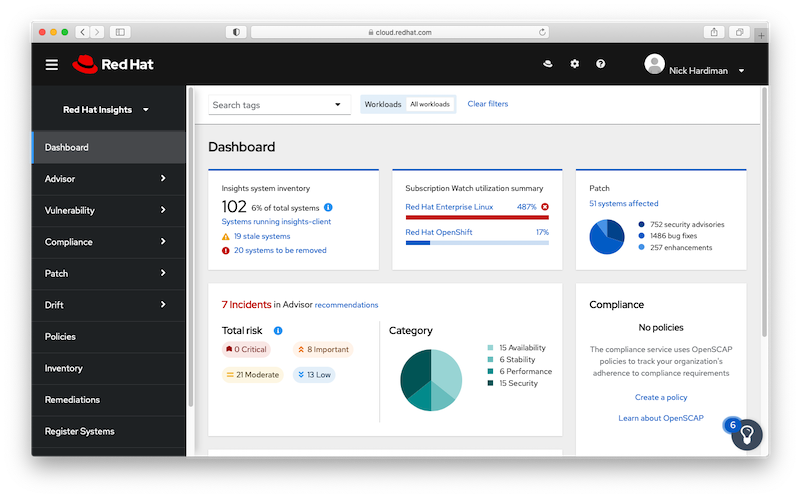 cloud.redhat.com
Red Hat
Nick Hardiman
Red Hat Insights
Dashboard
Advisor
Vulnerability
Compliance
Patch
Drift
Policies
Inventory
Remediations
Register Systems
Search tags
Workloads All workloads
Clear filters
Dashboard
Insights system inventory
102 6% of total systems
Systems running insights-client
19 stale systems
20 systems to be removed
Subscription Watch utilization summary
Red Hat Enterprise Linux 487%
Red Hat OpenShift 17%
Patch
51 systems affected
752 security advisories
1486 bug fixes
257 enhancements
7 Incidents in Advisor recommendations
Total risk
0 Critical
8 Important
21 Moderate
13 Low
Category
15 Availability
6 Stability
6 Performance
15 Security
Compliance
No policies
The compliance service uses OpenSCAP
policies to track your organization's
adherence to compliance requirements
Create a policy
Learn about OpenSCAP
6